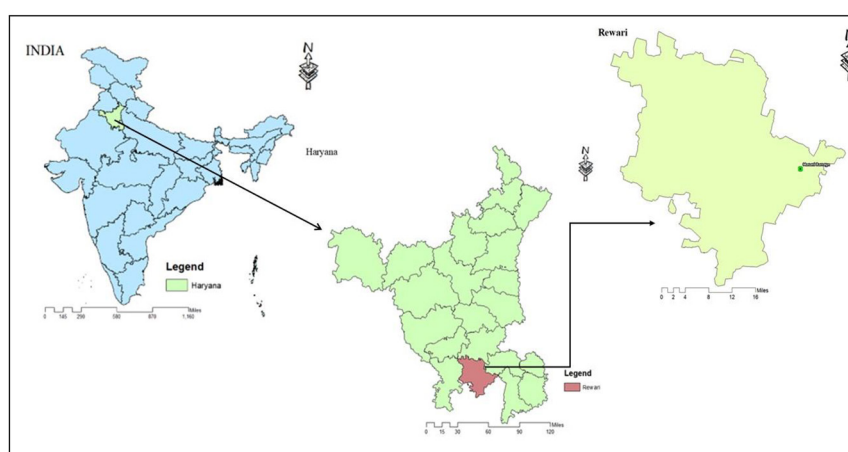 INDIA
N
Haryana
Legend
Haryana
0 145 290 580 870 1,160
Miles
N
Legend
Rewari
0 15 30 60 90 120
Miles
Rewari
N
0 2 4 8 12 16
Miles